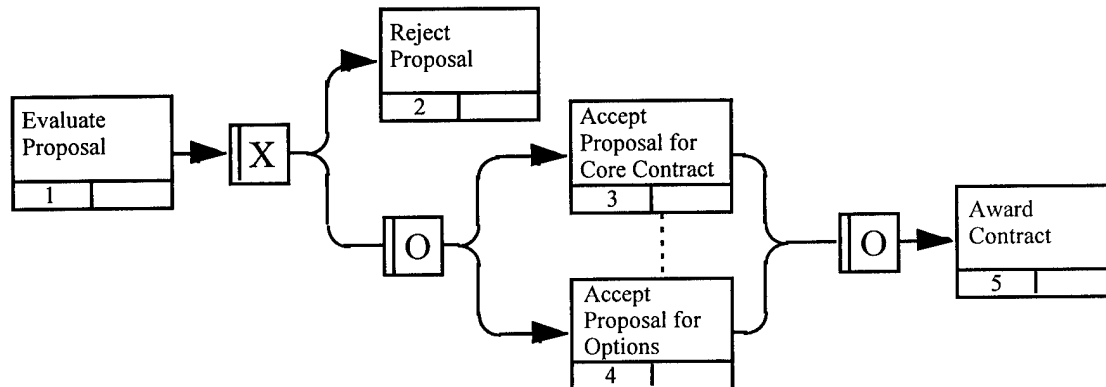 Evaluate
Proposal
1
X
Reject
Proposal
2
O
Accept
Proposal for
Core Contract
3
Accept
Proposal for
Options
4
O
Award
Contract
5